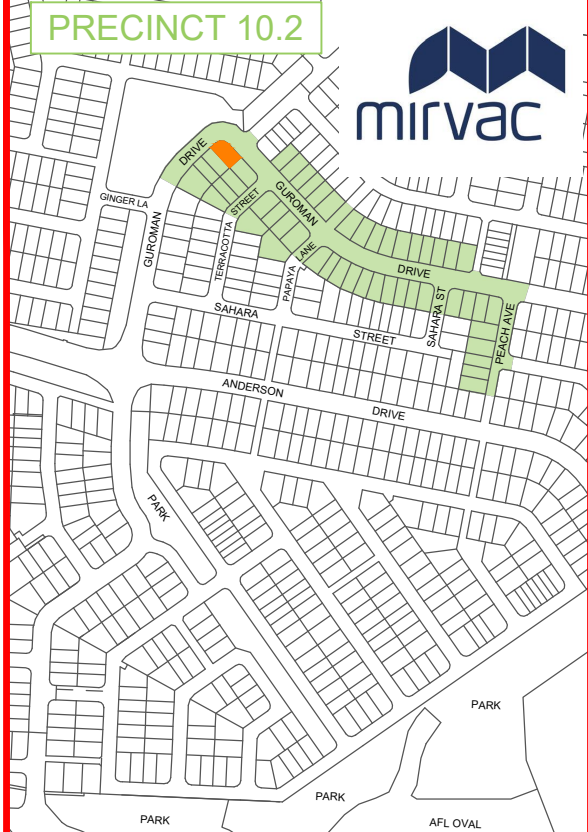 PRECINCT 10.2
mirvac
DRIVE
GINGER LA
GUROMAN
STREET
GUROMAN
TERRACOTTA
LANE
PAPAYA
DRIVE
SAHARA ST
PEACH AVE
SAHARA
STREET
ANDERSON
DRIVE
PARK
PARK
PARK
PARK
AFL OVAL